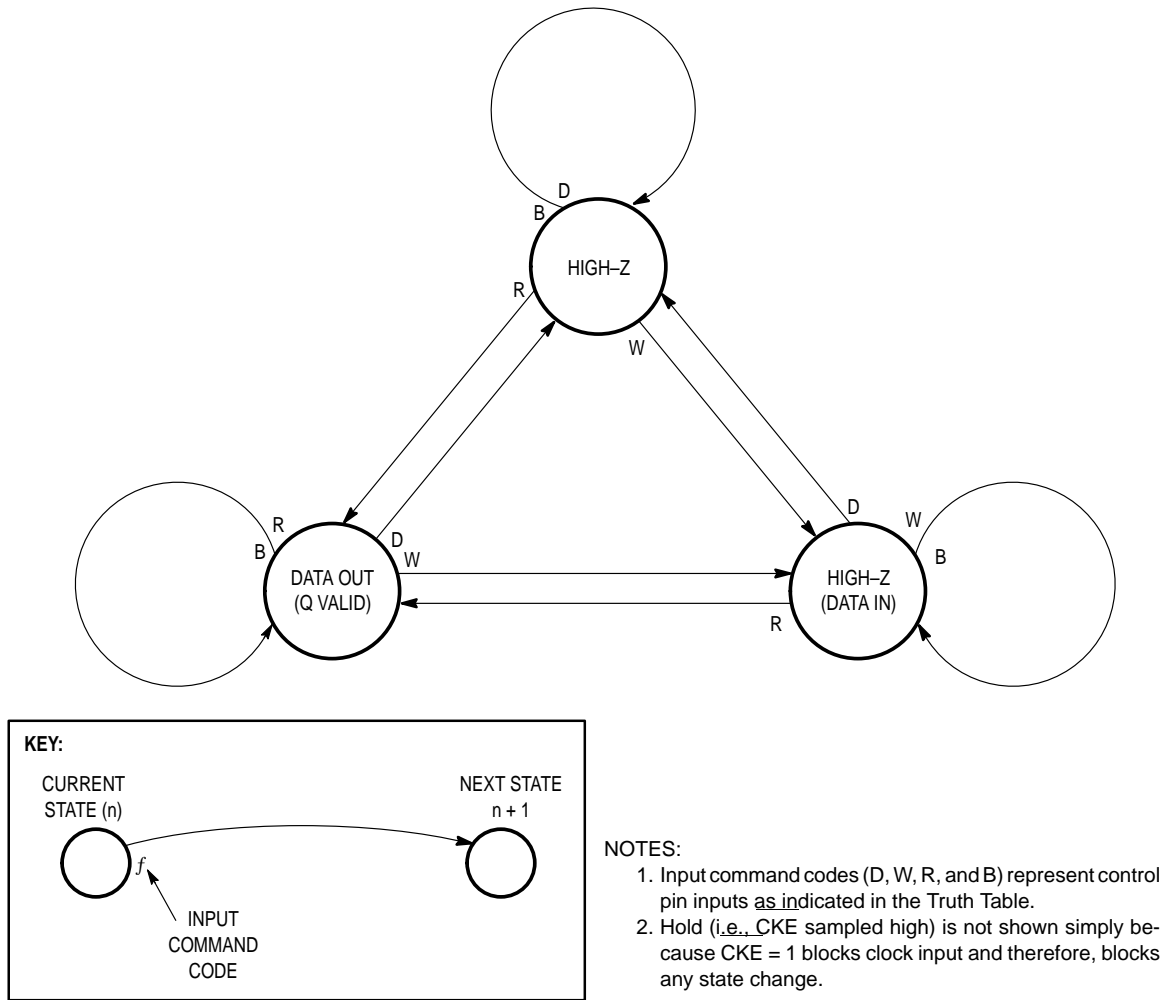 D
B
HIGH–Z
R
W
R
B
DATA OUT
(Q VALID)
D
W
D
W
B
HIGH–Z
(DATA IN)
R
KEY:
CURRENT
STATE (n)
NEXT STATE
n + 1
f
INPUT
COMMAND
CODE
NOTES:
1. Input command codes (D, W, R, and B) represent control
pin inputs as indicated in the Truth Table.
2. Hold (i.e., CKE sampled high) is not shown simply be-
cause CKE = 1 blocks clock input and therefore, blocks
any state change.